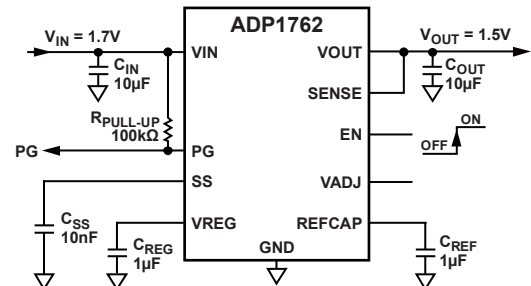 ADP1762
VIN = 1.7V
VIN
VOUT
VOUT = 1.5V
CIN
10µF
COUT
10µF
SENSE
RPULL-UP
100kΩ
EN
ON
OFF
PG
PG
SS
VADJ
CSS
10nF
VREG
REFCAP
CREG
1µF
GND
CREF
1µF